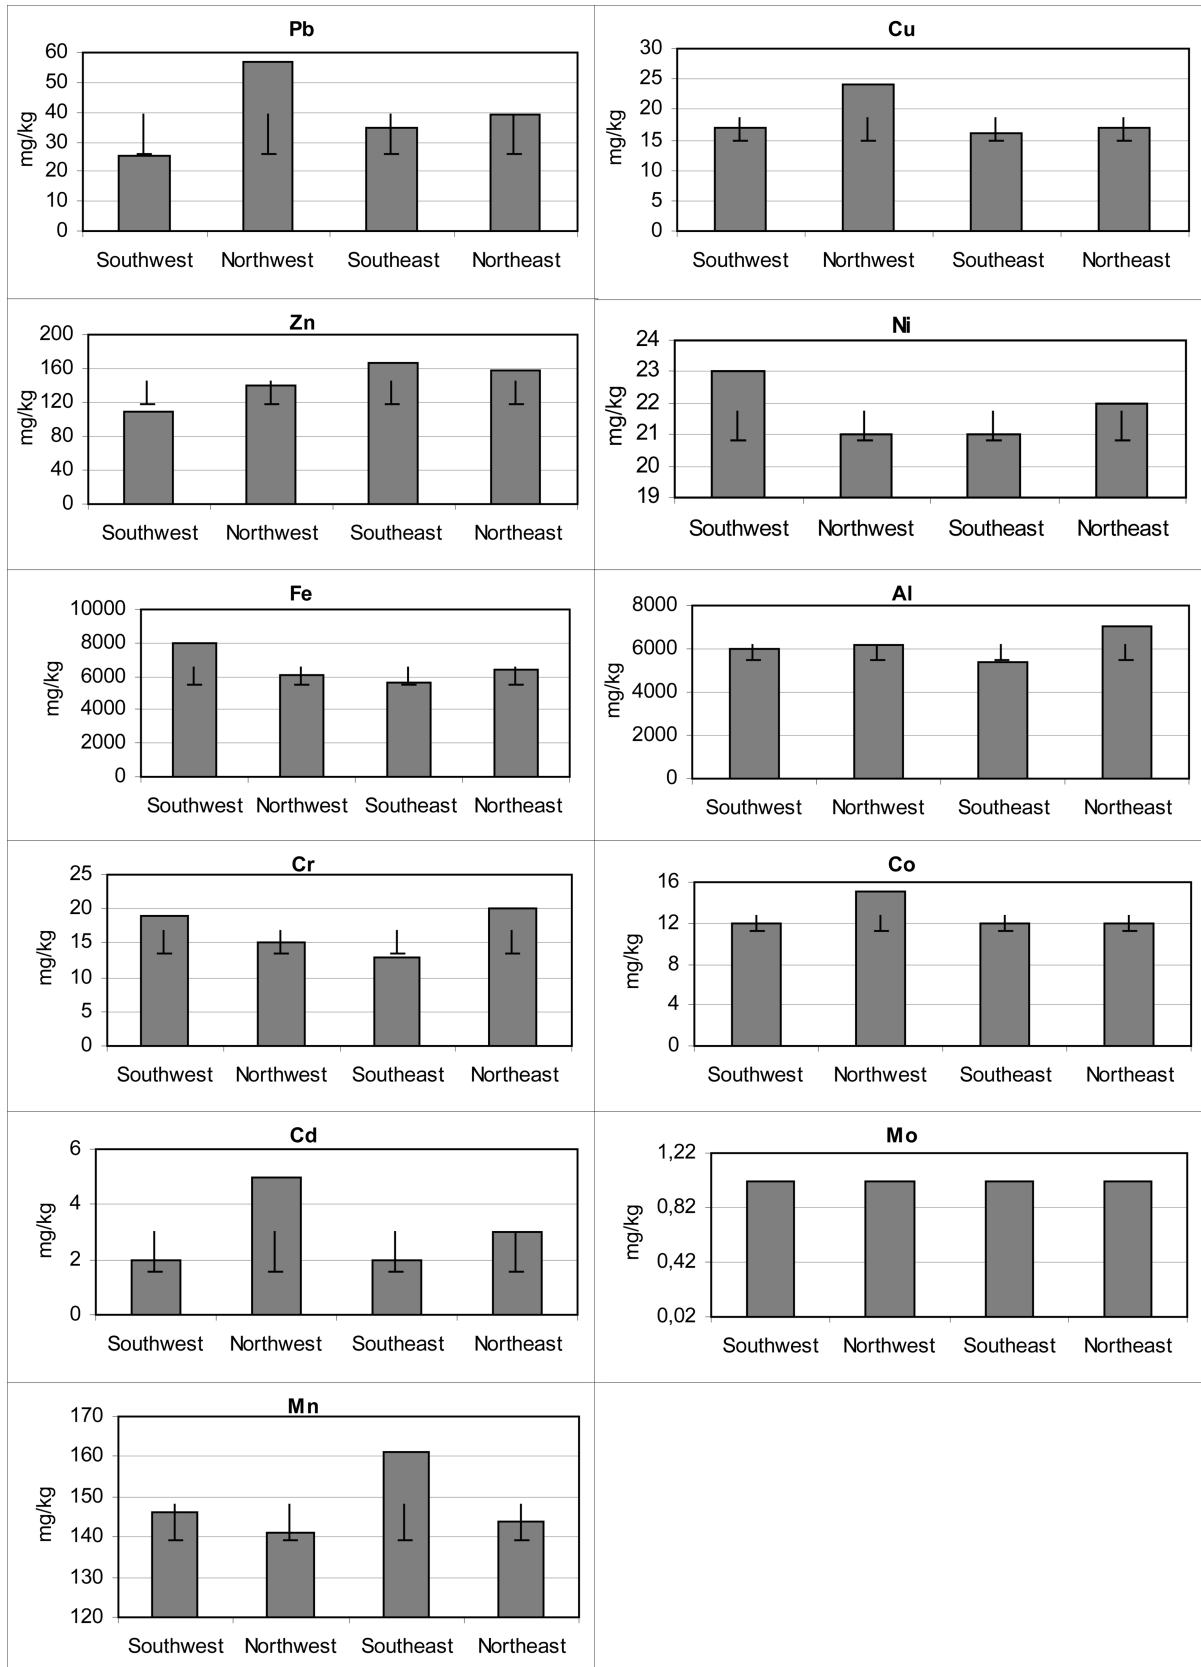 Pb
60
50
40
30
20
10
0
mg/kg
Southwest Northwest Southeast Northeast
Cu
30
25
20
15
10
5
0
mg/kg
Southwest Northwest Southeast Northeast
Zn
200
160
120
80
40
0
mg/kg
Southwest Northwest Southeast Northeast
Ni
24
23
22
21
20
19
mg/kg
Southwest Northwest Southeast Northeast
Fe
10000
8000
6000
4000
2000
0
mg/kg
Southwest Northwest Southeast Northeast
Al
8000
6000
4000
2000
0
mg/kg
Southwest Northwest Southeast Northeast
Cr
25
20
15
10
5
0
mg/kg
Southwest Northwest Southeast Northeast
Co
16
12
8
4
0
mg/kg
Southwest Northwest Southeast Northeast
Cd
6
4
2
0
mg/kg
Southwest Northwest Southeast Northeast
Mo
1,22
0,82
0,42
0,02
mg/kg
Southwest Northwest Southeast Northeast
Mn
170
160
150
140
130
120
mg/kg
Southwest Northwest Southeast Northeast